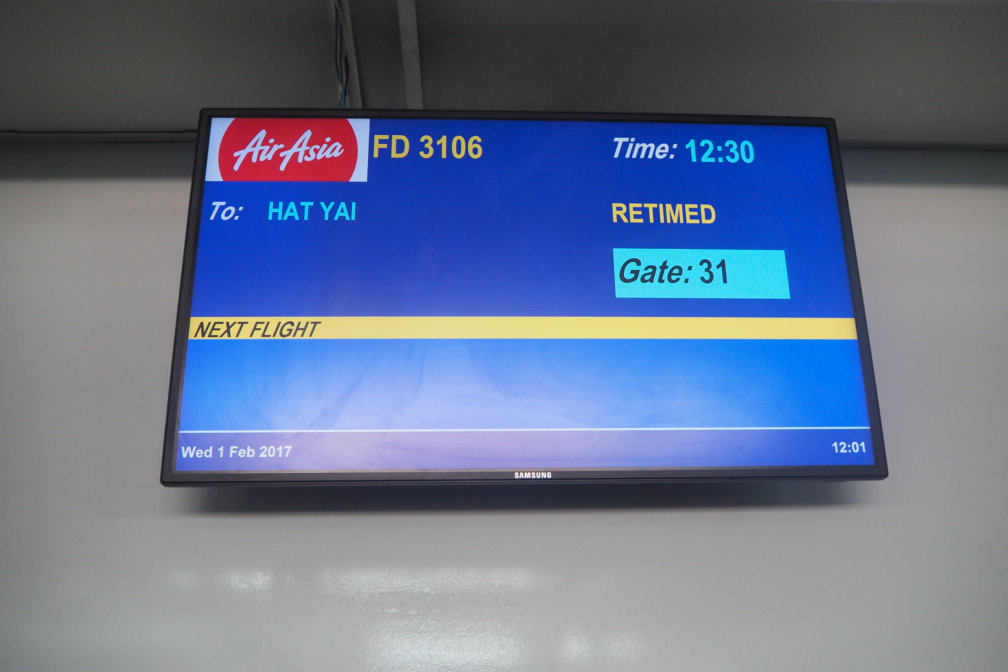 AirAsia FD 3106 Time: 12:30
To: HAT YAI RETIMED
Gate: 31
NEXT FLIGHT
Wed 1 Feb 2017 12:01
SAMSUNG